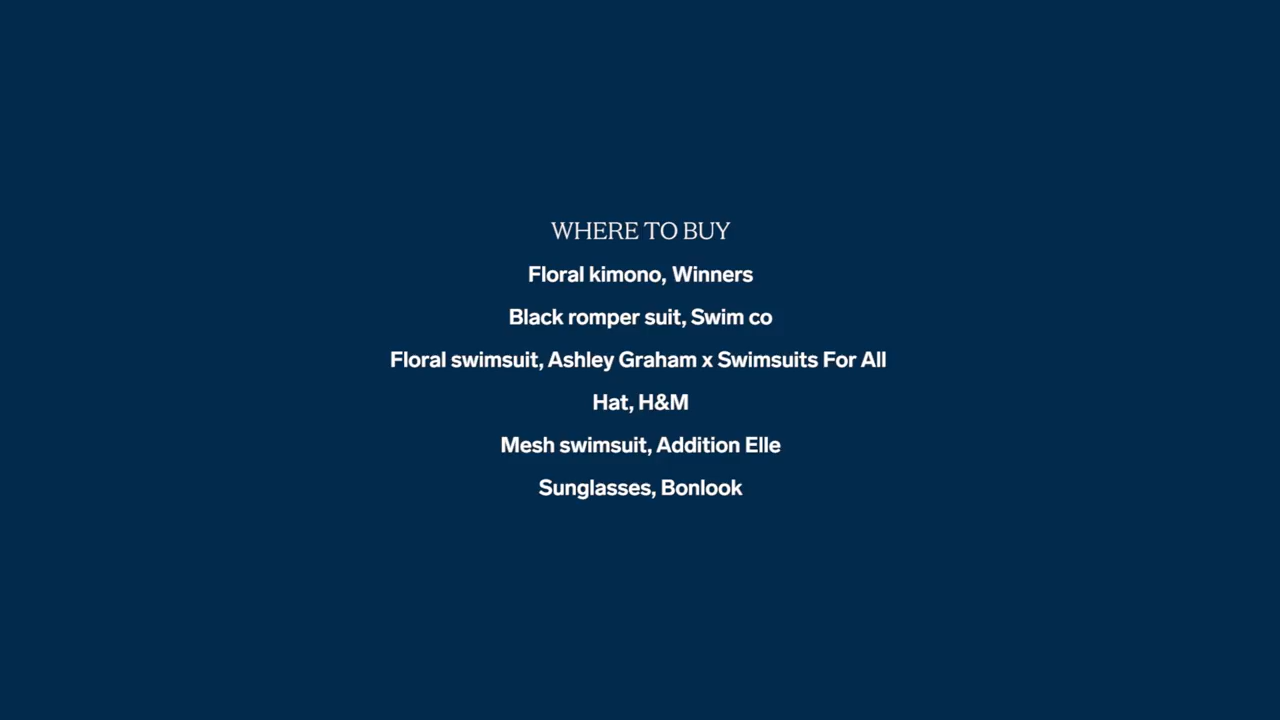 WHERE TO BUY
Floral kimono, Winners
Black romper suit, Swim co
Floral swimsuit, Ashley Graham x Swimsuits For All
Hat, H&M
Mesh swimsuit, Addition Elle
Sunglasses, Bonlook